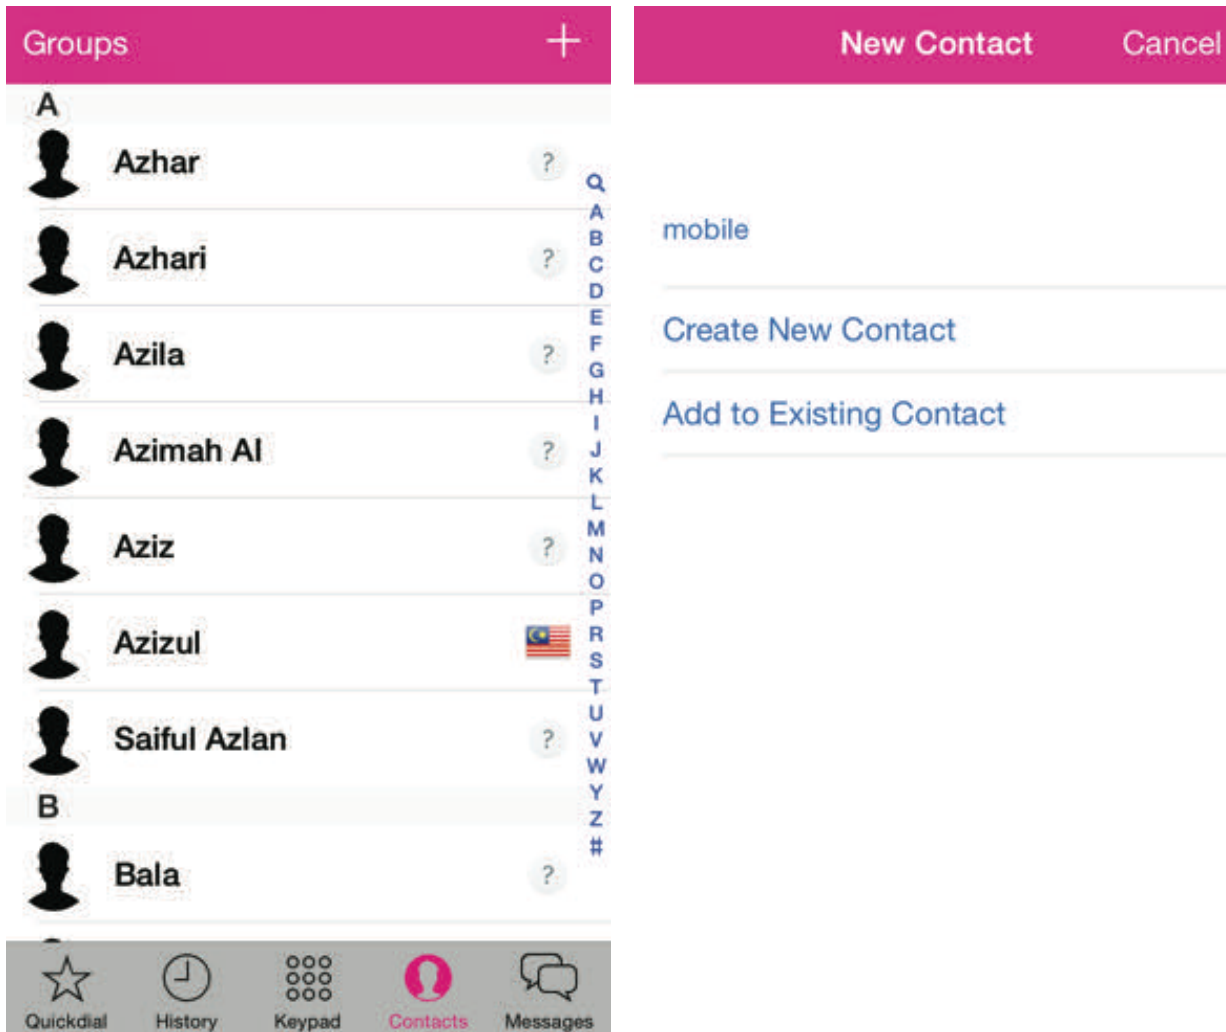 Groups +
A
Azhar ?
Azhari ?
Azila ?
Azimah Al ?
Aziz ?
Azizul
Saiful Azlan ?
B
Bala ?
A
B
C
D
E
F
G
H
I
J
K
L
M
N
O
P
R
S
T
U
V
W
Y
Z
#
Quickdial History Keypad Contacts Messages
New Contact Cancel
mobile
Create New Contact
Add to Existing Contact